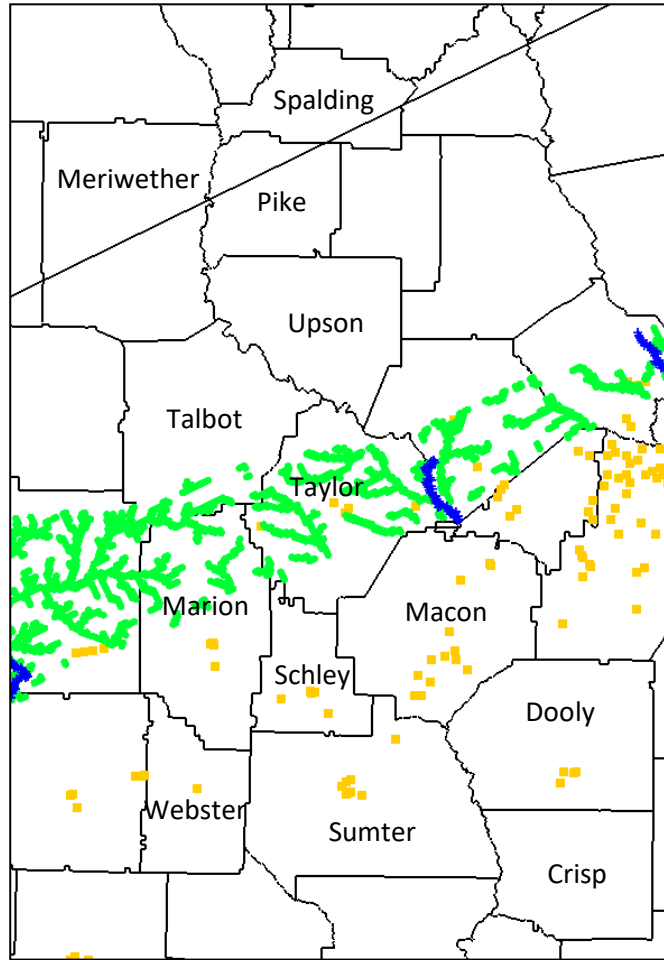 Spalding
Meriwether
Pike
Upson
Talbot
Taylor
Marion
Macon
Schley
Dooly
Webster
Sumter
Crisp